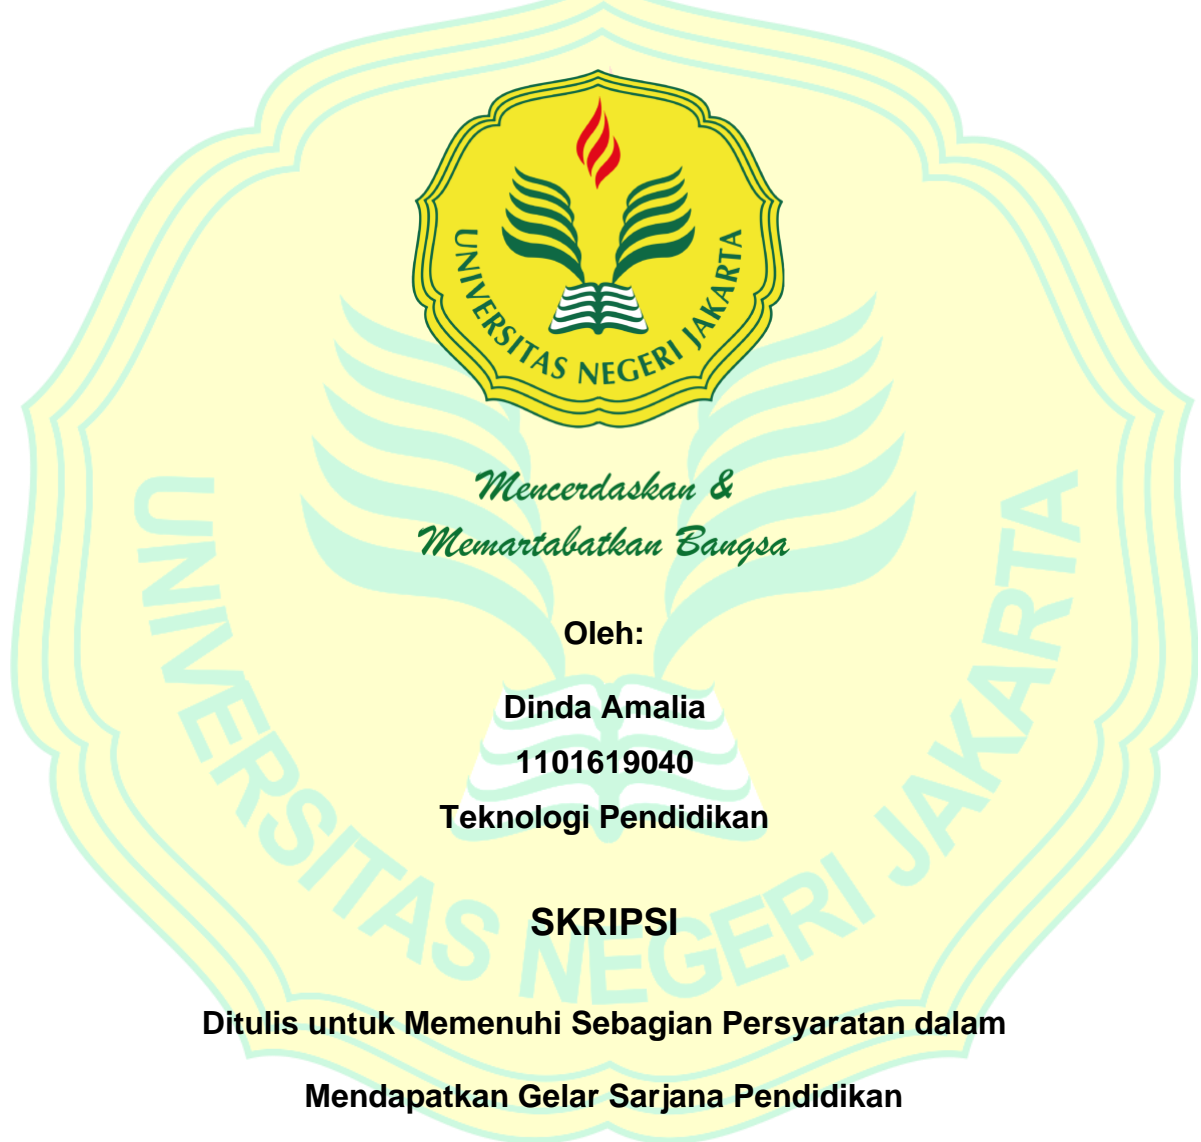 UNIVERSITAS NEGERI JAKARTA
Mencerdaskan &
Memartabatkan Bangsa
UNIVERSITAS NEGERI JAKARTA
Oleh:
Dinda Amalia
1101619040
Teknologi Pendidikan
SKRIPSI
Ditulis untuk Memenuhi Sebagian Persyaratan dalam
Mendapatkan Gelar Sarjana Pendidikan